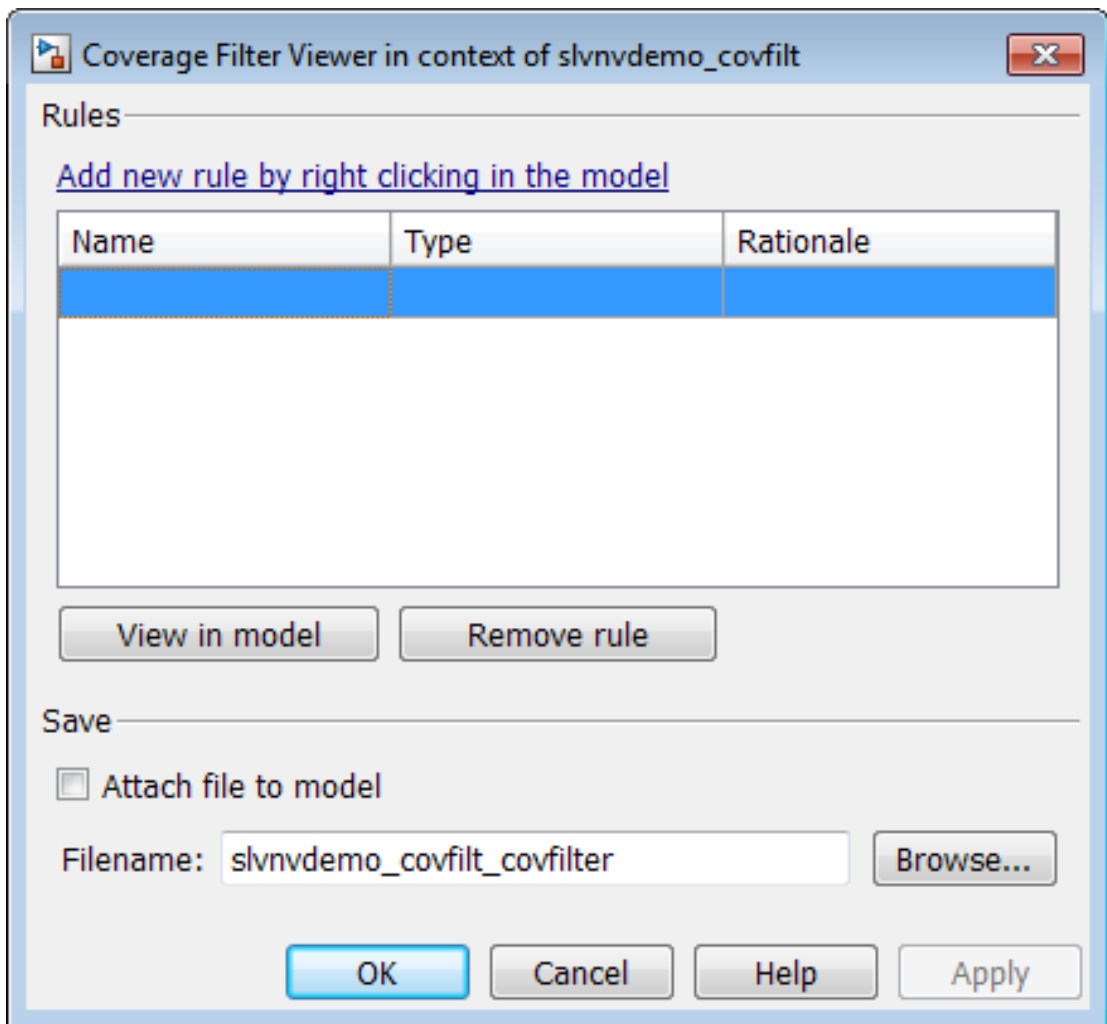 Coverage Filter Viewer in context of slvnvdemo_covfilt
Rules
Add new rule by right clicking in the model
Name Type Rationale
View in model Remove rule
Save
Attach file to model
Filename: slvnvdemo_covfilt_covfilter Browse...
OK Cancel Help Apply